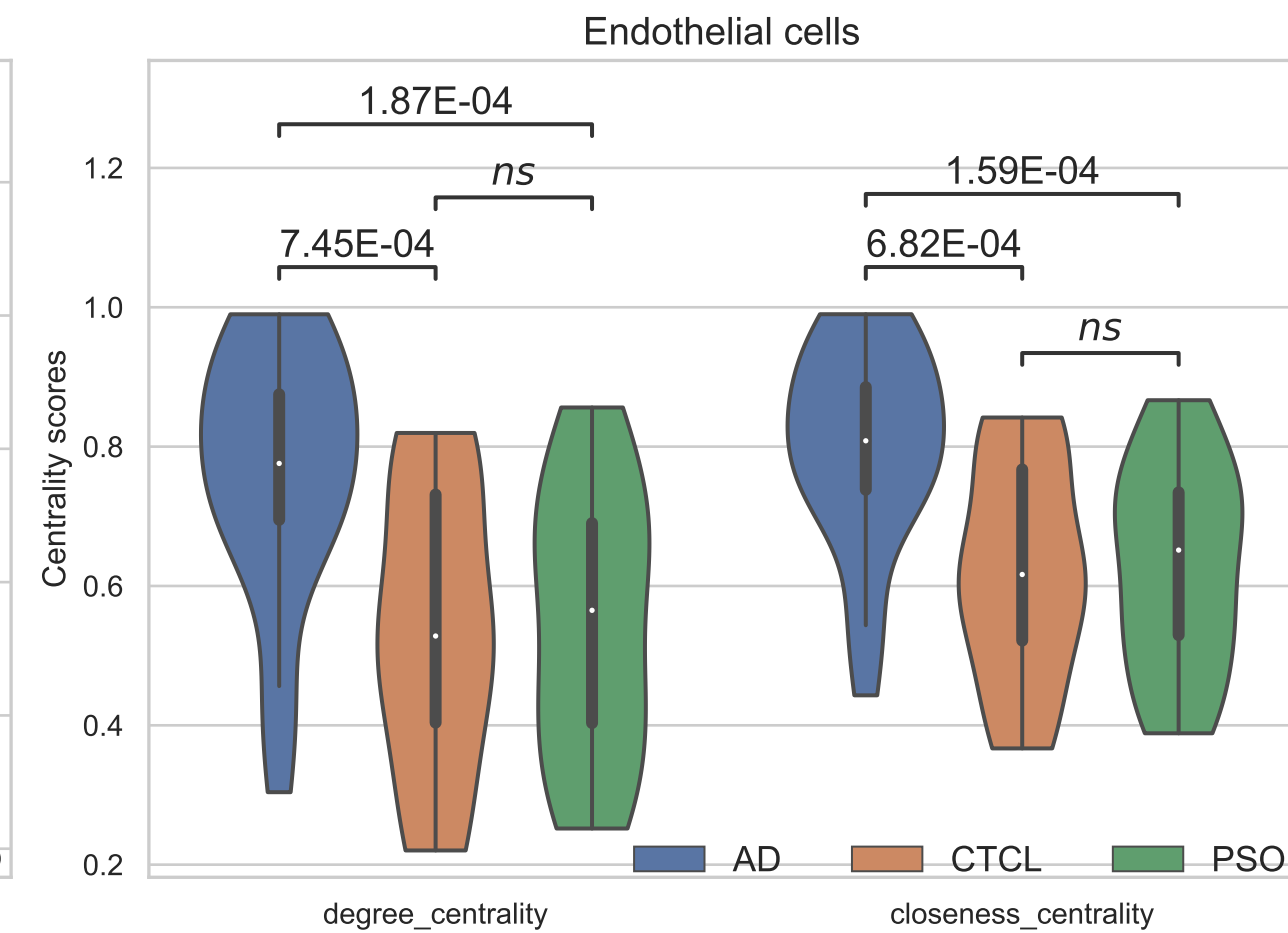 Endothelial cells
1.87E-04
1.2
ns
1.59E-04
7.45E-04
6.82E-04
1.0
ns
Centrality scores
0.8
0.6
0.4
0.2
AD
CTCL
PSO
degree_centrality
closeness_centrality